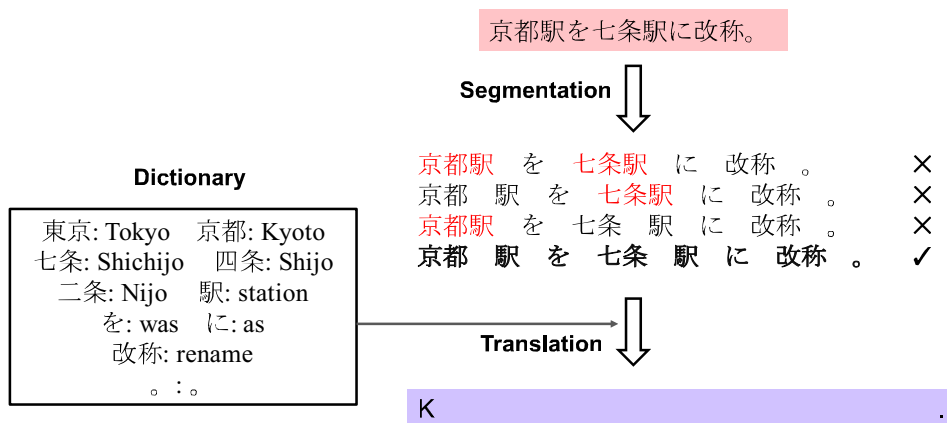 京都駅を七条駅に改称。
Segmentation
京都駅 を 七条駅 に 改称 。 ×
京都 駅 を 七条駅 に 改称 。 ×
京都駅 を 七条 駅 に 改称 。 ×
京都 駅 を 七条 駅 に 改称 。 ✓
Dictionary
東京: Tokyo 京都: Kyoto
七条: Shichijo 四条: Shijo
二条: Nijo 駅: station
を: was に: as
改称: rename
。: 。
Translation
K .